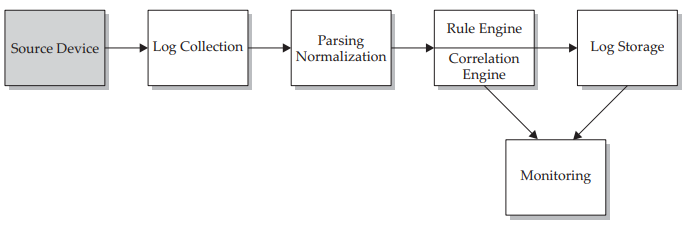 Source Device
Log Collection
Parsing
Normalization
Rule Engine
Correlation
Engine
Log Storage
Monitoring